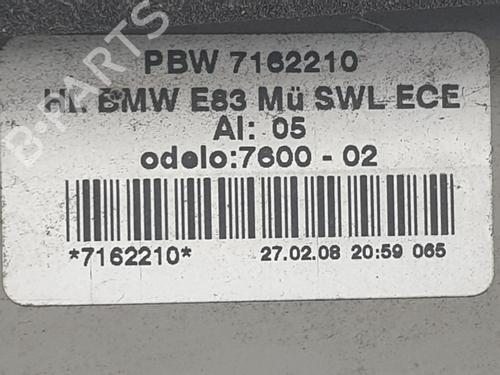 B-PARTS
PBW 7162210
Hl. BMW E83 Mü SWL ECE
AI: 05
odelo:7600 - 02
*7162210*
27.02.08 20:59 065